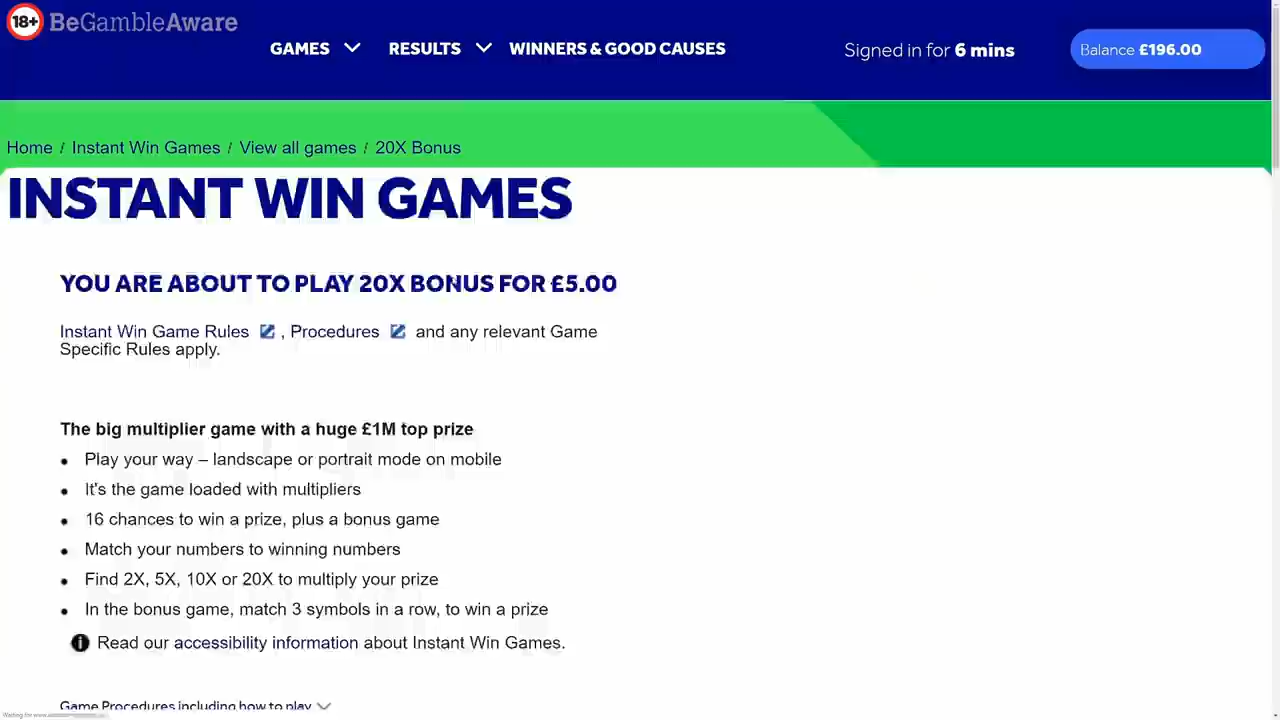 18+ BeGambleAware
GAMES RESULTS WINNERS & GOOD CAUSES Signed in for 6 mins Balance £196.00
Home / Instant Win Games / View all games / 20X Bonus
INSTANT WIN GAMES
YOU ARE ABOUT TO PLAY 20X BONUS FOR £5.00
Instant Win Game Rules , Procedures and any relevant Game
Specific Rules apply.
The big multiplier game with a huge £1M top prize
Play your way – landscape or portrait mode on mobile
It's the game loaded with multipliers
16 chances to win a prize, plus a bonus game
Match your numbers to winning numbers
Find 2X, 5X, 10X or 20X to multiply your prize
In the bonus game, match 3 symbols in a row, to win a prize
Read our accessibility information about Instant Win Games.
Game Procedures including how to play